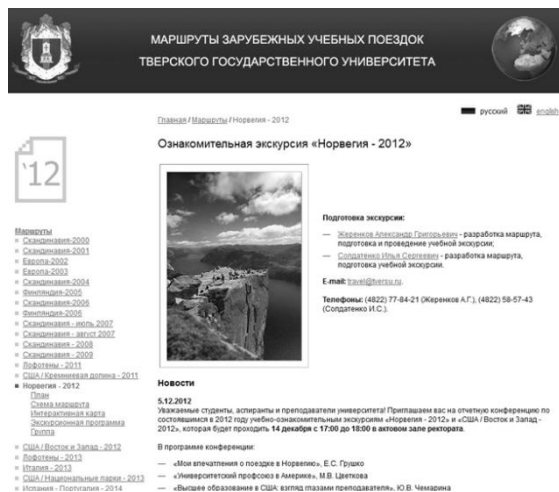 МАРШРУТЫ ЗАРУБЕЖНЫХ УЧЕБНЫХ ПОЕЗДОК
ТВЕРСКОГО ГОСУДАРСТВЕННОГО УНИВЕРСИТЕТА
русский english
Главная / Маршруты / Норвегия - 2012
Ознакомительная экскурсия «Норвегия - 2012»
'12
Маршруты
Скандинавия-2000
Скандинавия-2001
Европа-2002
Европа-2003
Скандинавия-2004
Финляндия-2005
Скандинавия-2006
Финляндия-2006
Скандинавия - июль 2007
Скандинавия - август 2007
Скандинавия - 2008
Скандинавия - 2009
Лофотены - 2011
США / Кремниевая долина - 2011
Норвегия - 2012
План
Схема маршрута
Интерактивная карта
Экскурсионная программа
Группа
США / Восток и Запад - 2012
Лофотены - 2013
Италия - 2013
США / Национальные парки - 2013
Испания - Португалия - 2014
Подготовка экскурсии:
— Жеренков Александр Григорьевич - разработка маршрута,
подготовка и проведение учебной экскурсии;
— Солдатенко Илья Сергеевич - разработка маршрута,
подготовка учебной экскурсии.
E-mail: travel@tversu.ru.
Телефоны: (4822) 77-84-21 (Жеренков А.Г.), (4822) 58-57-43
(Солдатенко И.С.).
Новости
5.12.2012
Уважаемые студенты, аспиранты и преподаватели университета! Приглашаем вас на отчетную конференцию по
состоявшимся в 2012 году учебно-ознакомительным экскурсиям «Норвегия - 2012» и «США / Восток и Запад -
2012», которая будет проходить 14 декабря с 17:00 до 18:00 в актовом зале ректората.
В программе конференции:
— «Мои впечатления о поездке в Норвегию», Е.С. Грушко
— «Университетский профсоюз в Америке», М.В. Цветкова
— «Высшее образование в США: взгляд глазами преподавателя», Ю.В. Чемарина